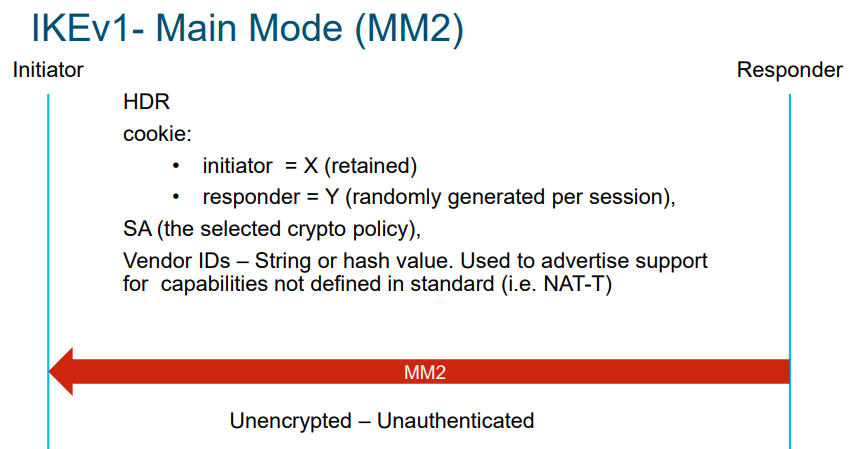 IKEv1- Main Mode (MM2)
Initiator
Responder
HDR
cookie:
• initiator = X (retained)
• responder = Y (randomly generated per session),
SA (the selected crypto policy),
Vendor IDs – String or hash value. Used to advertise support
for capabilities not defined in standard (i.e. NAT-T)
MM2
Unencrypted – Unauthenticated